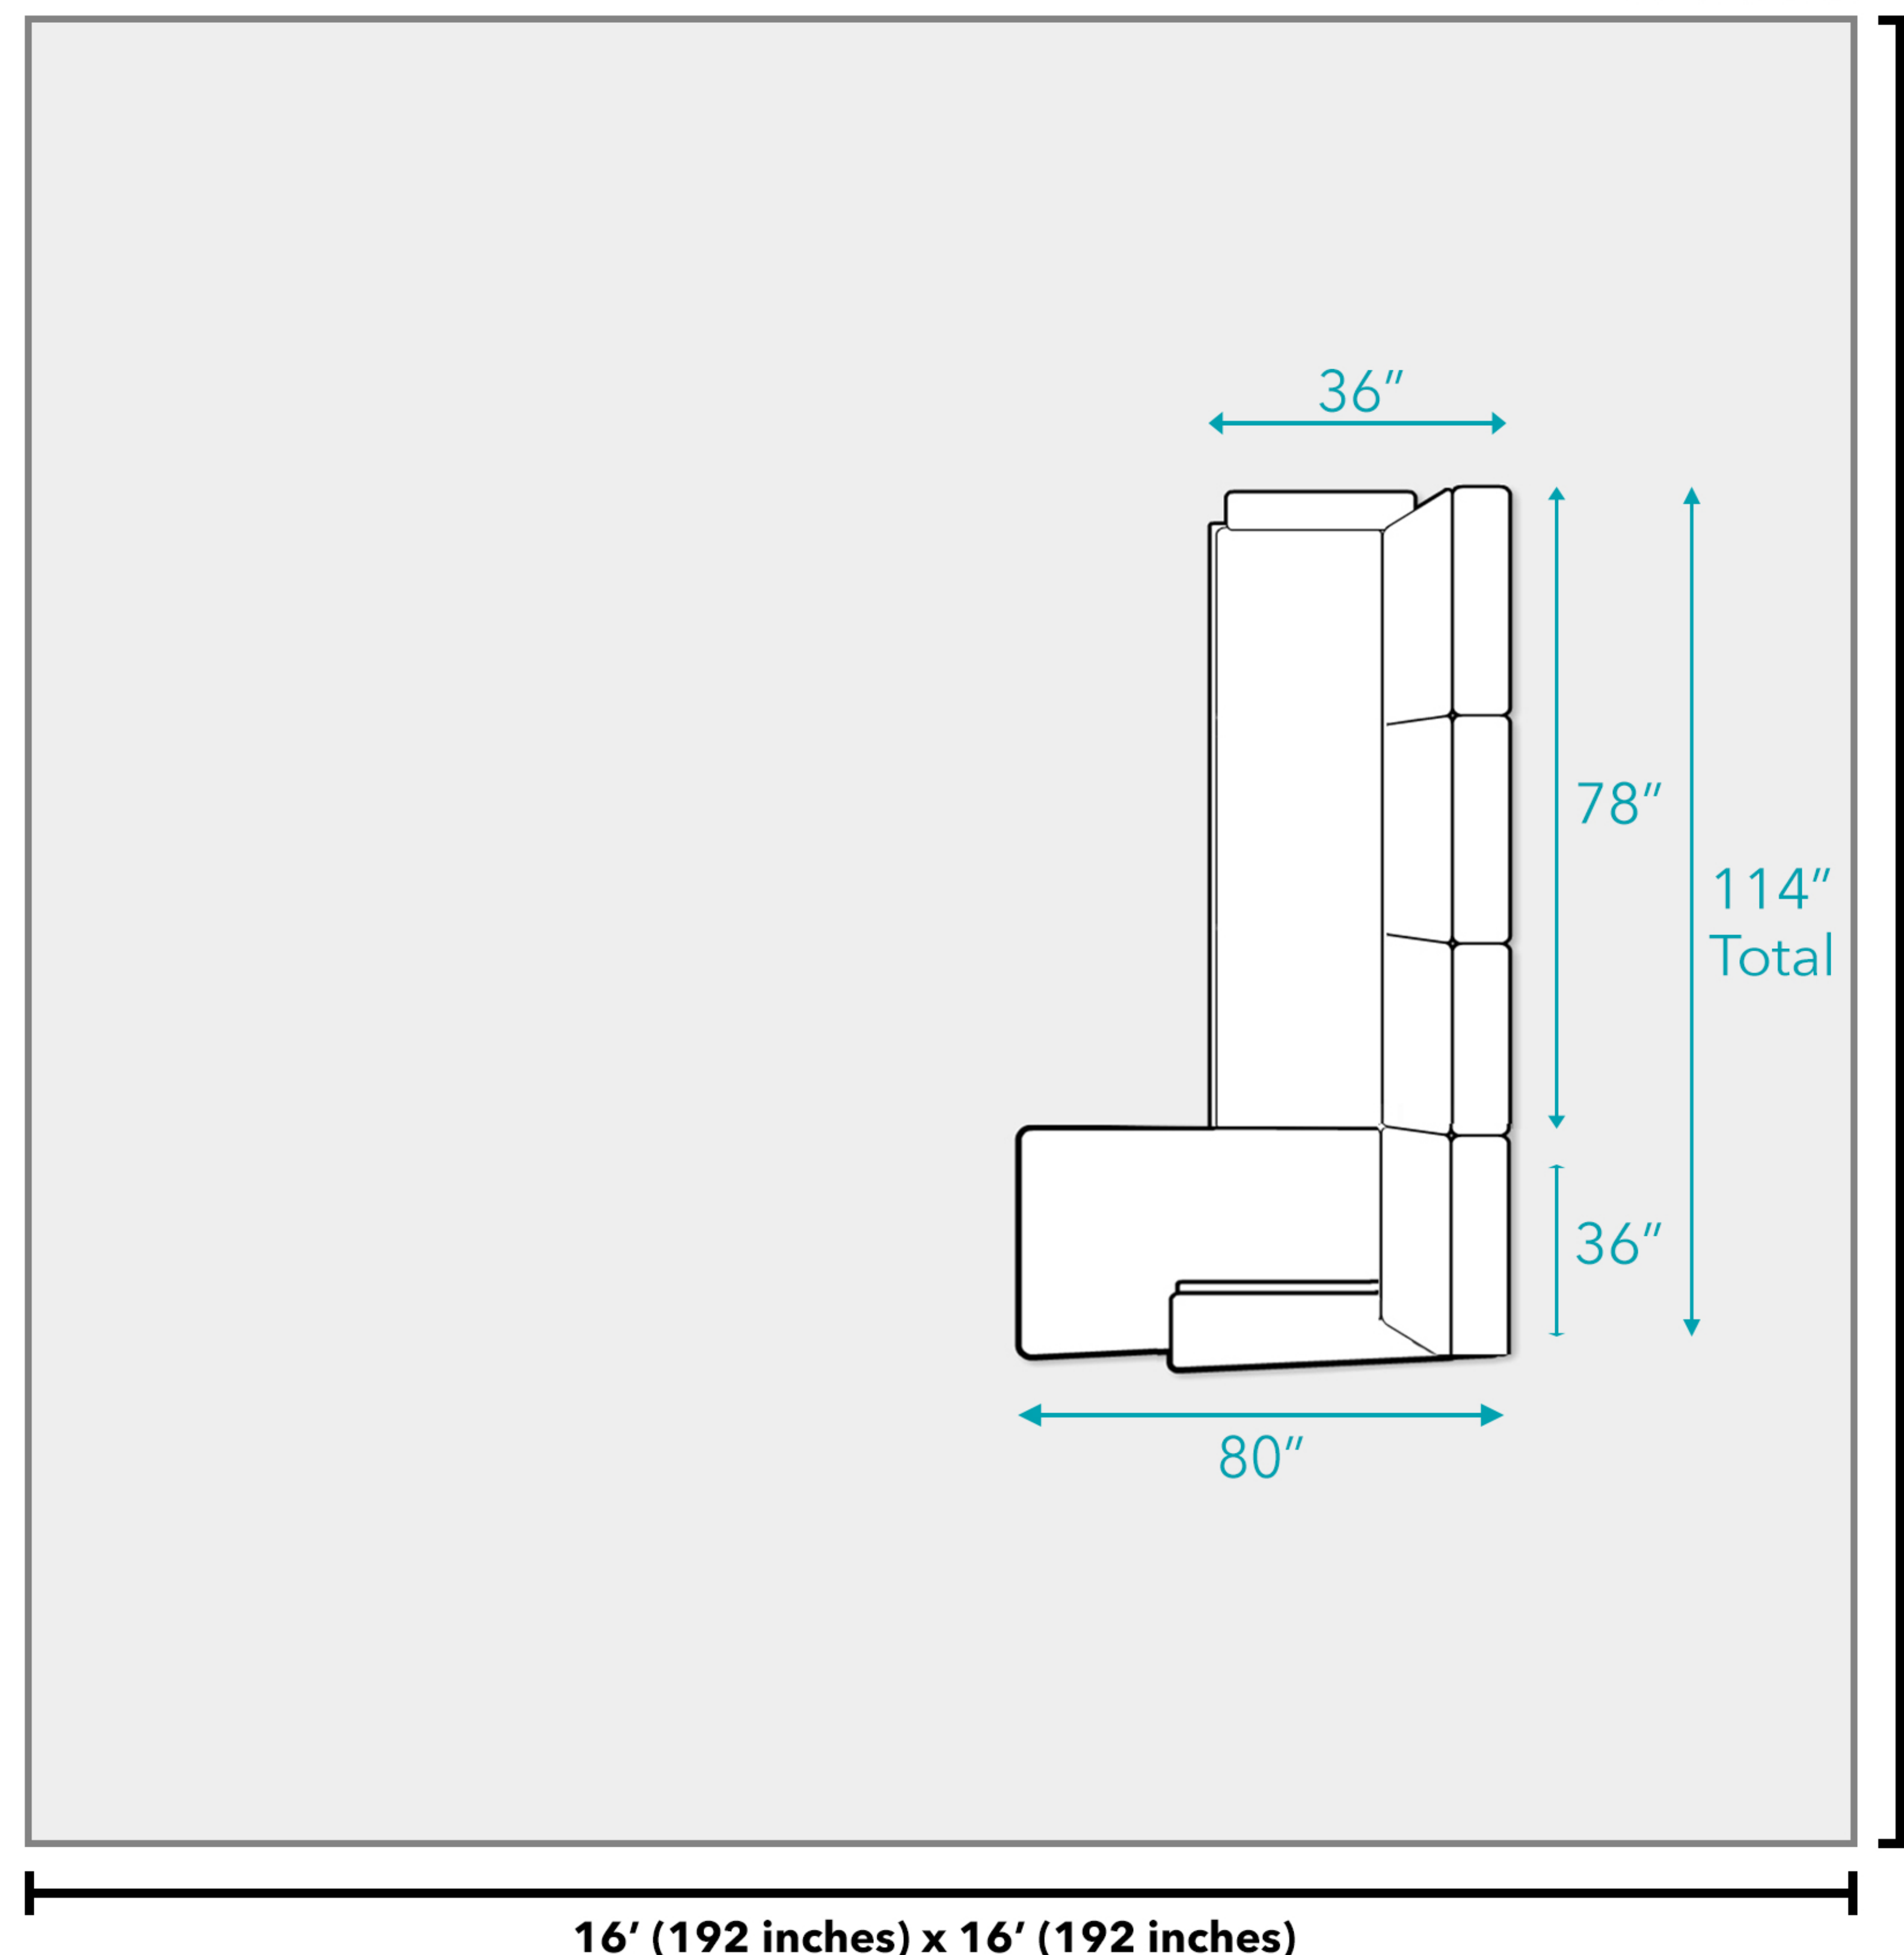 36”
78”
114”
Total
36”
80”
16’ (192 inches) x 16’ (192 inches)